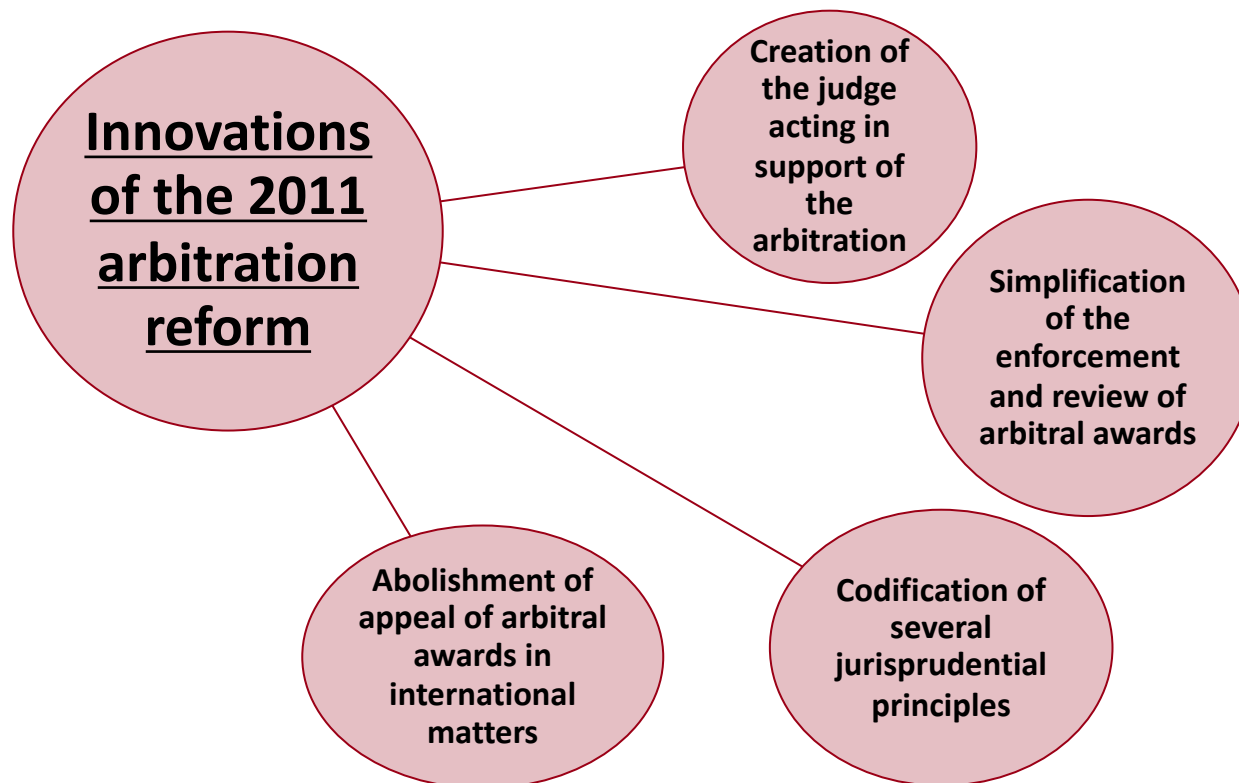 Innovations
of the 2011
arbitration
reform
Creation of
the judge
acting in
support of
the
arbitration
Simplification
of the
enforcement
and review of
arbitral awards
Codification of
several
jurisprudential
principles
Abolishment of
appeal of arbitral
awards in
international
matters